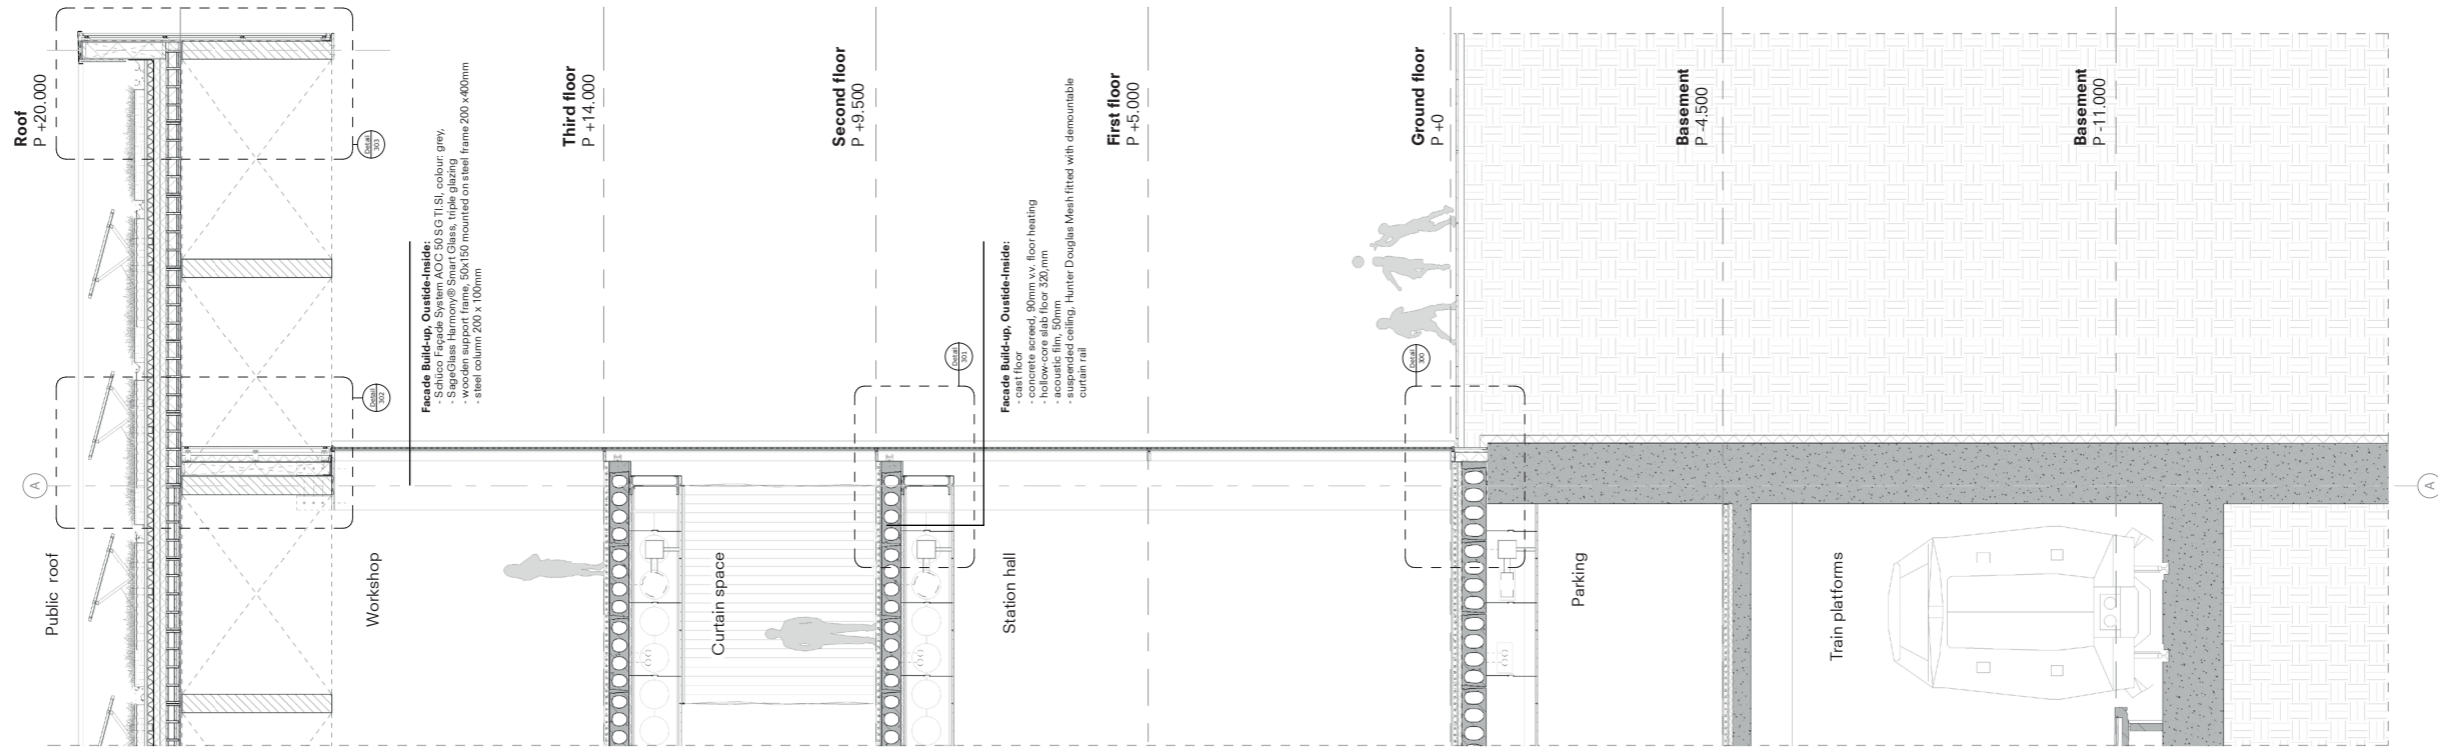 Roof
P +20.000
Third floor
P +14.000
Second floor
P +9.500
First floor
P +5.000
Ground floor
P +0
Basement
P -4.500
Basement
P -11.000
Detail
303
Detail
302
Detail
301
Detail
300
Facade Build-up, Oustide-Inside:
- Schüco Façade System AOC 50 SG TI.SI, colour: grey,
- SageGlass Harmony® Smart Glass, triple glazing
- wooden support frame, 50x150 mounted on steel frame 200 x400mm
- steel column 200 x 100mm
Facade Build-up, Oustide-Inside:
- cast floor
- concrete screed, 90mm v.v. floor heating
- hollow-core slab floor 320,mm
- acoustic film, 50mm
- suspended ceiling, Hunter Douglas Mesh fitted with demountable
curtain rail
A
A
Public roof
Workshop
Curtain space
Station hall
Parking
Train platforms